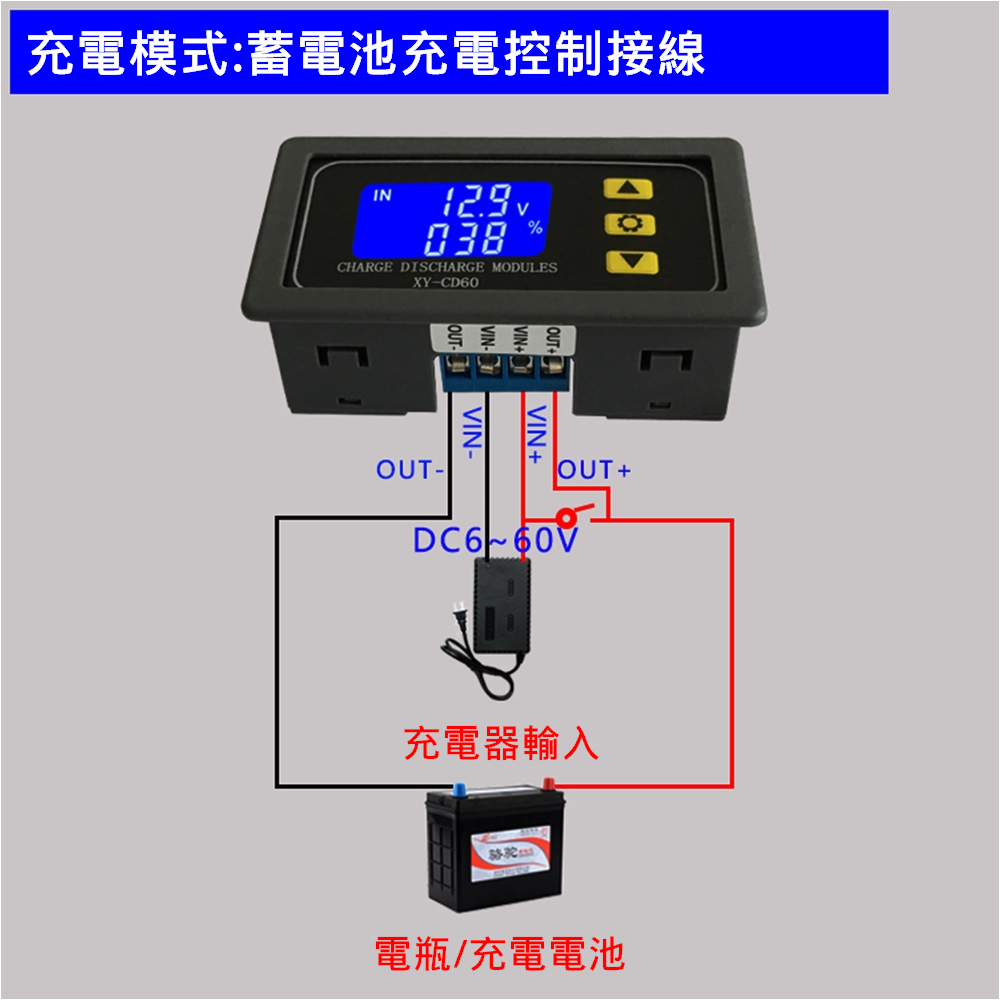 充電模式:蓄電池充電控制接線
IN 12.9 V
038 %
CHARGE DISCHARGE MODULES
XY-CD60
OUT- VIN- VIN+ OUT+
VIN- VIN+
OUT- OUT+
DC6~60V
充電器輸入
骆驼
電瓶/充電電池